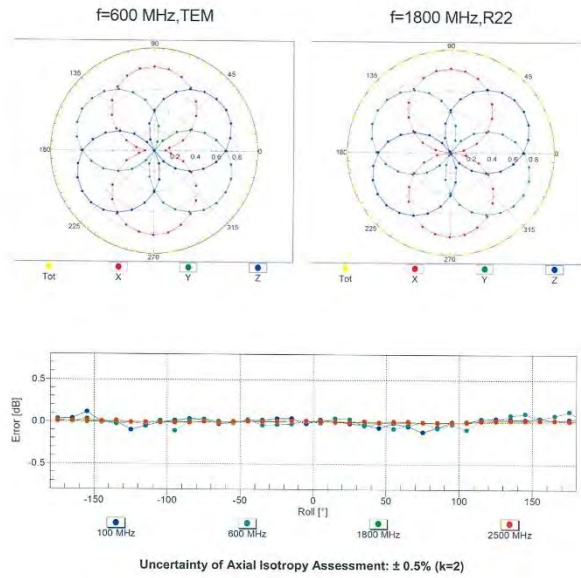 f=600 MHz,TEM
f=1800 MHz,R22
90
135
45
180
0.2 0.4 0.6 0.8
0
225
315
270
Tot X Y Z
90
135
45
180
0.2 0.4 0.6 0.8
0
225
315
270
Tot X Y Z
Error [dB]
0.5
0.0
-0.5
-150 -100 -50 0 50 100 150
Roll [°]
100 MHz 600 MHz 1800 MHz 2500 MHz
Uncertainty of Axial Isotropy Assessment: ± 0.5% (k=2)